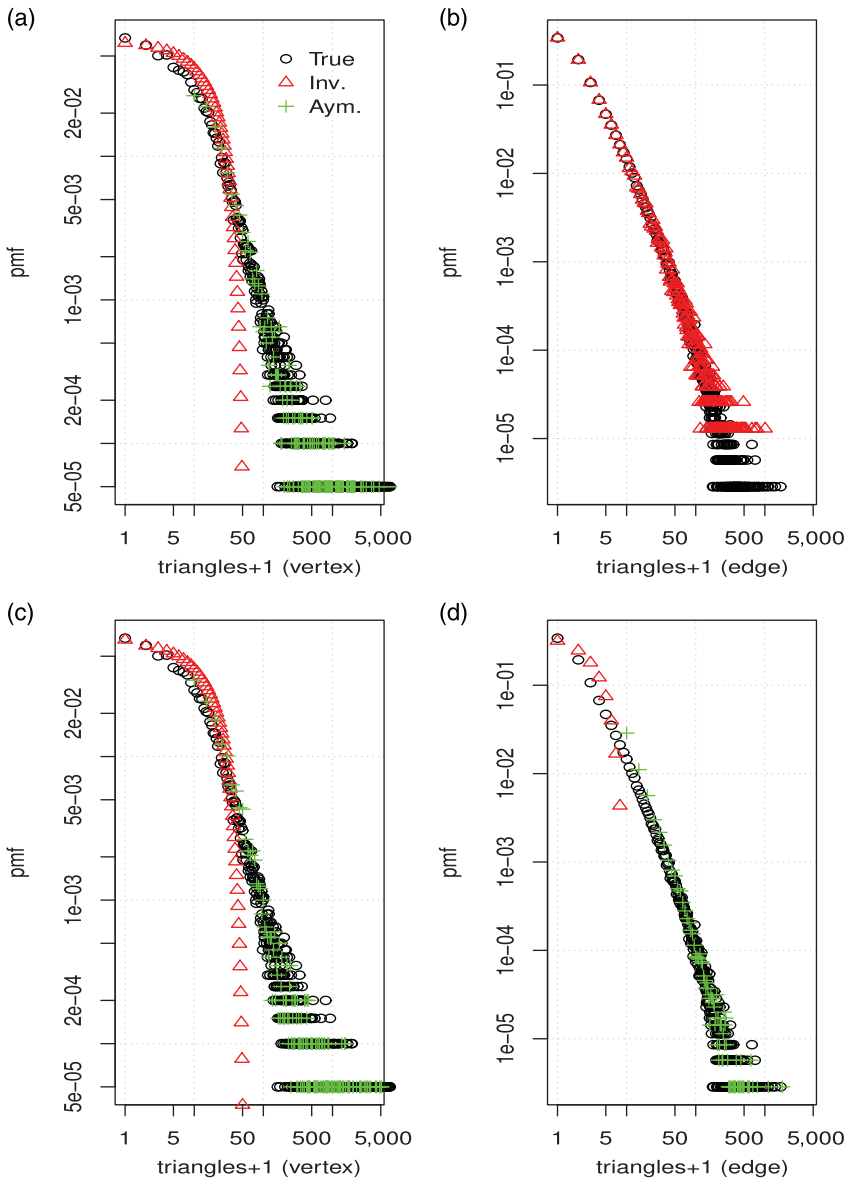 (a)
True
Inv.
Aym.
2e−02
5e−03
1e−03
2e−04
5e−05
pmf
1 5 50 500 5,000
triangles+1 (vertex)
(b)
1e−01
1e−02
1e−03
1e−04
1e−05
pmf
1 5 50 500 5,000
triangles+1 (edge)
(c)
2e−02
5e−03
1e−03
2e−04
5e−05
pmf
1 5 50 500 5,000
triangles+1 (vertex)
(d)
1e−01
1e−02
1e−03
1e−04
1e−05
pmf
1 5 50 500 5,000
triangles+1 (edge)